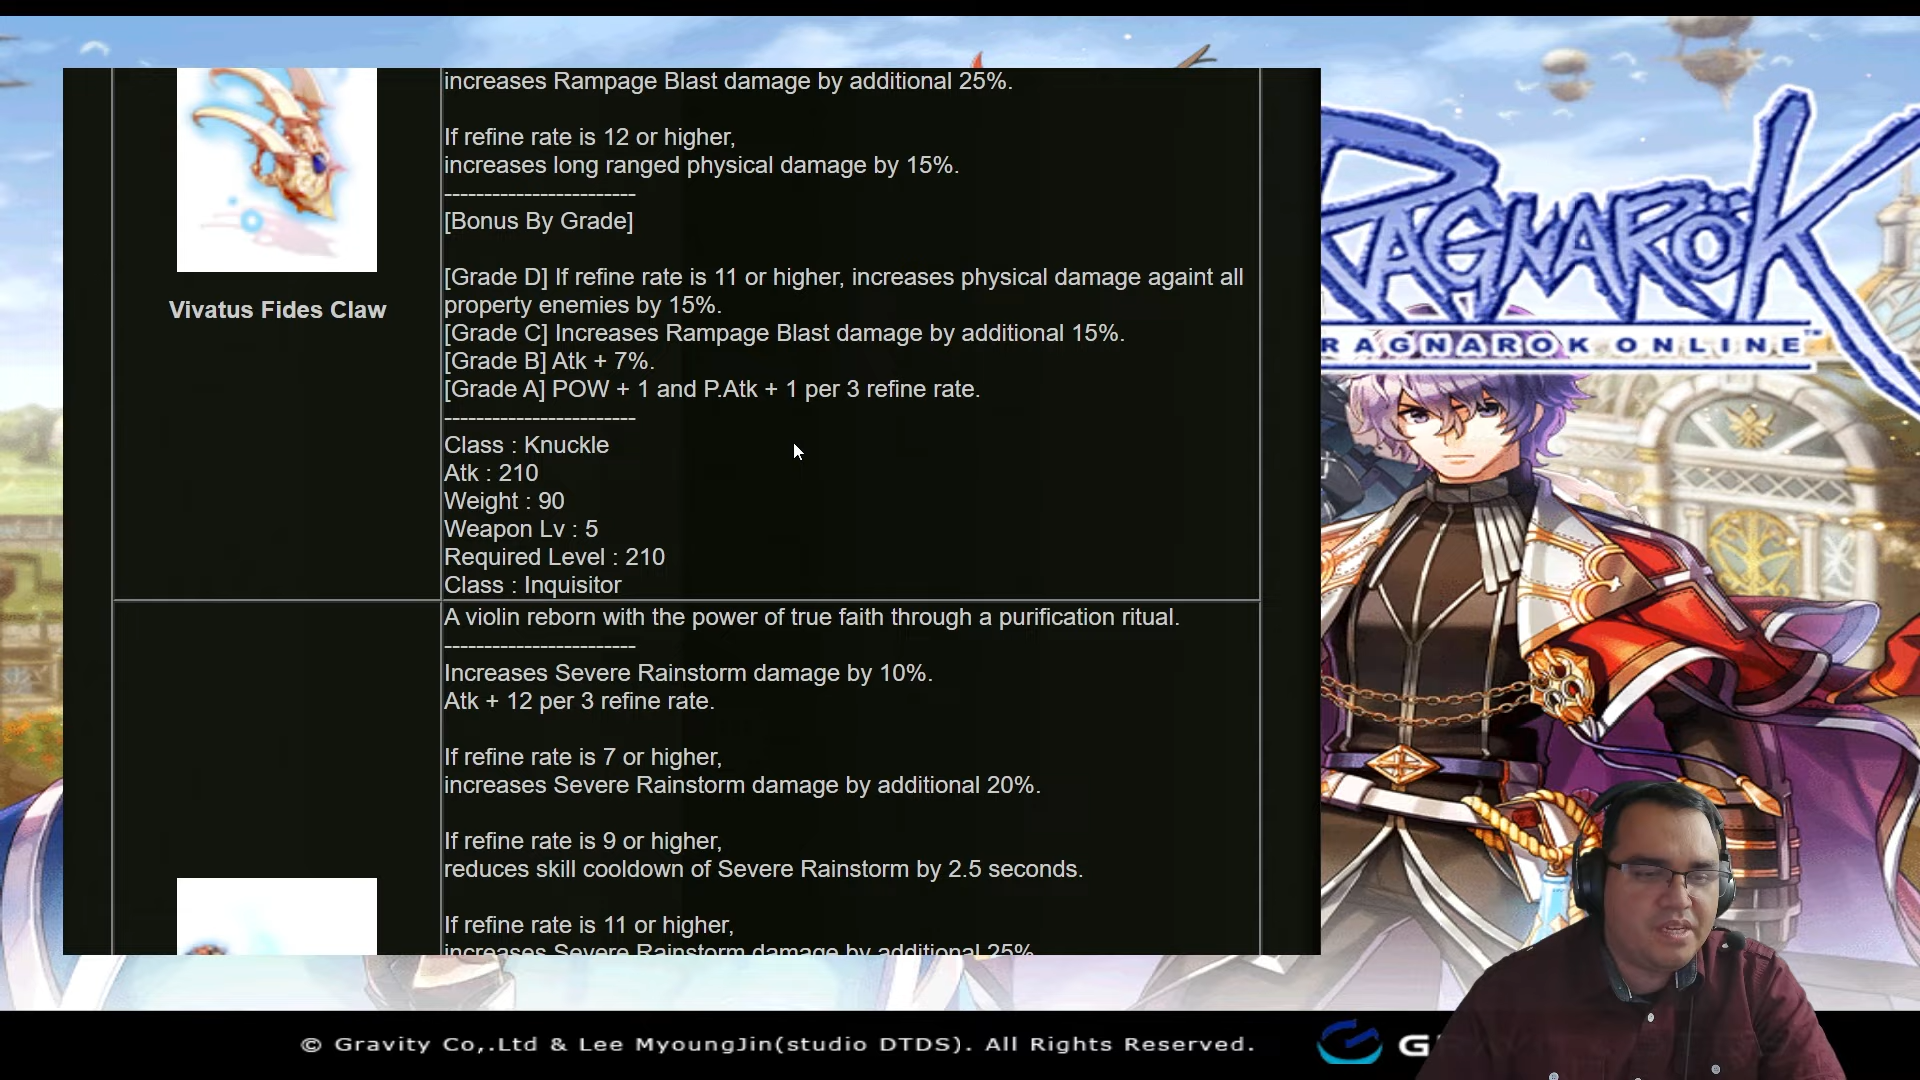 increases Rampage Blast damage by additional 25%.
If refine rate is 12 or higher,
increases long ranged physical damage by 15%.
------------------------
[Bonus By Grade]
[Grade D] If refine rate is 11 or higher, increases physical damage againt all
property enemies by 15%.
[Grade C] Increases Rampage Blast damage by additional 15%.
[Grade B] Atk + 7%.
[Grade A] POW + 1 and P.Atk + 1 per 3 refine rate.
------------------------
Class : Knuckle
Atk : 210
Weight : 90
Weapon Lv : 5
Required Level : 210
Class : Inquisitor
Vivatus Fides Claw
A violin reborn with the power of true faith through a purification ritual.
------------------------
Increases Severe Rainstorm damage by 10%.
Atk + 12 per 3 refine rate.
If refine rate is 7 or higher,
increases Severe Rainstorm damage by additional 20%.
If refine rate is 9 or higher,
reduces skill cooldown of Severe Rainstorm by 2.5 seconds.
If refine rate is 11 or higher,
increases Severe Rainstorm damage by additional 25%
RAGNARÖK
RAGNAROK ONLINE
© Gravity Co,.Ltd & Lee MyoungJin(studio DTDS). All Rights Reserved.